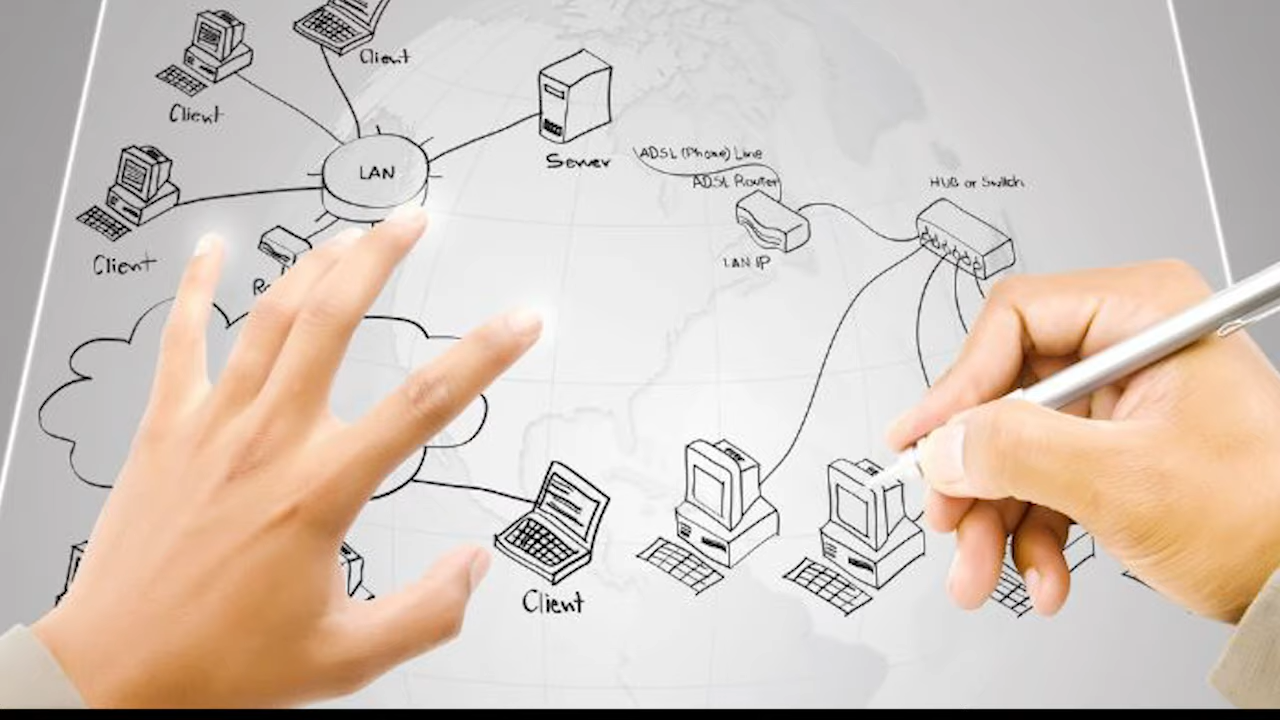 Client
Client
LAN
Server
Client
ADSL (Phone) Line
ADSL Router
LAN IP
HUB or Switch
Client